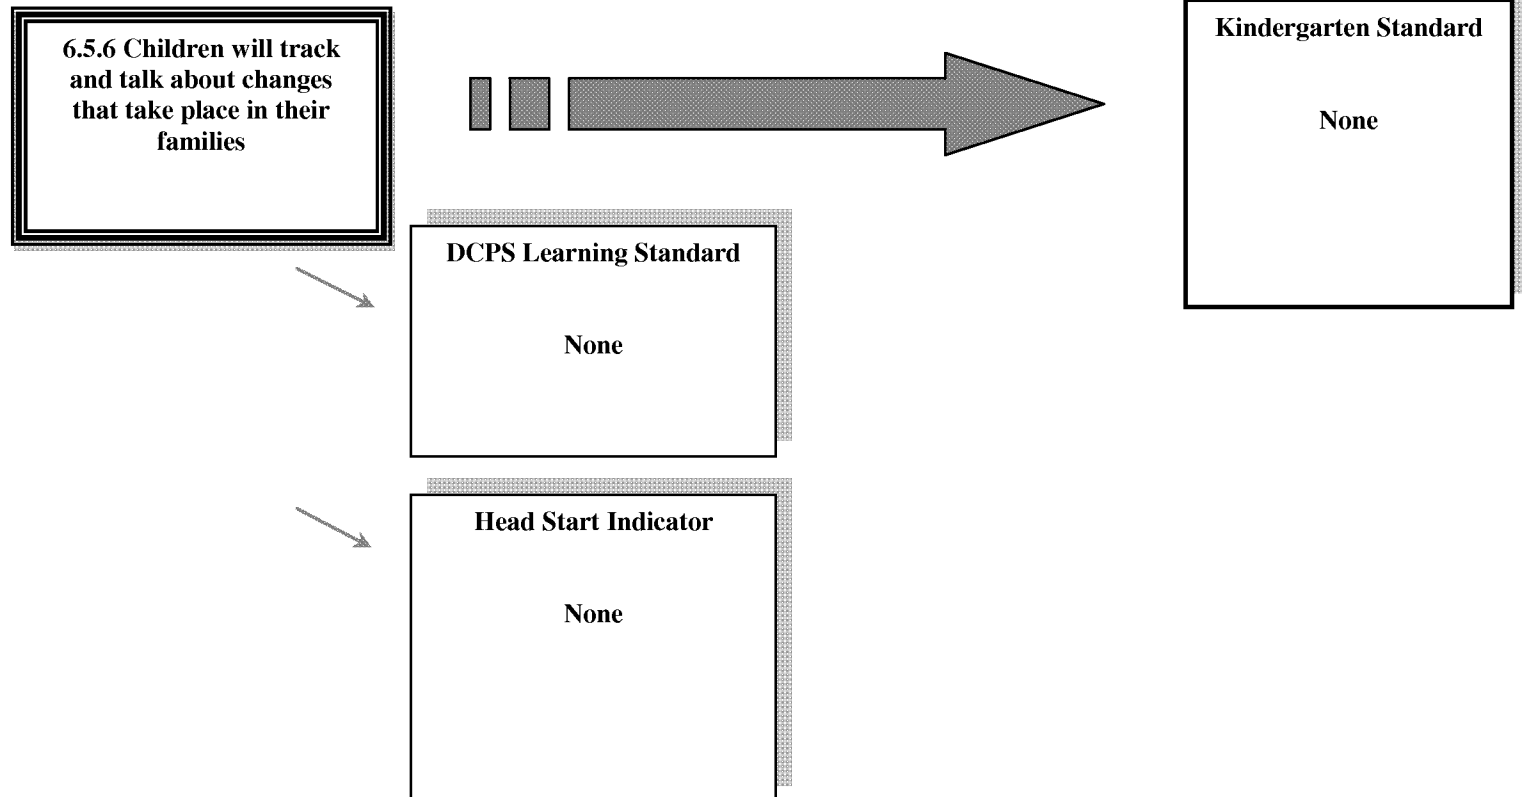 6.5.6 Children will track
and talk about changes
that take place in their
families
Kindergarten Standard
None
DCPS Learning Standard
None
Head Start Indicator
None